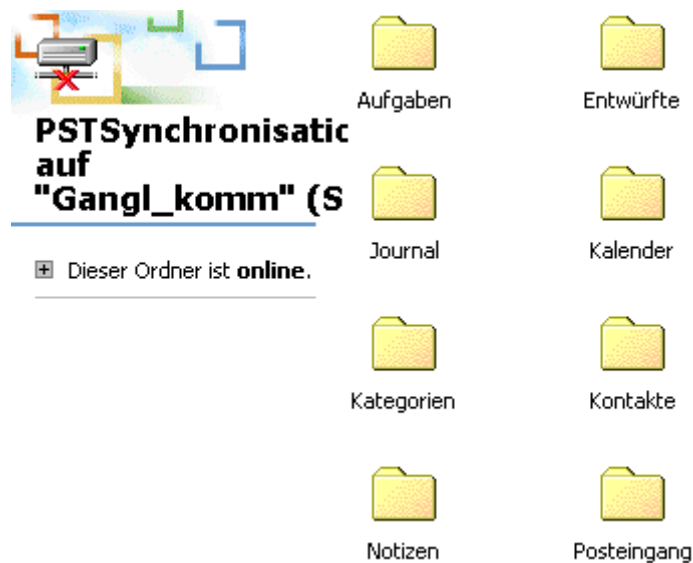 PSTSynchronisatic
auf
"Gangl_komm" (S
Dieser Ordner ist online.
Aufgaben
Entwürfte
Journal
Kalender
Kategorien
Kontakte
Notizen
Posteingang